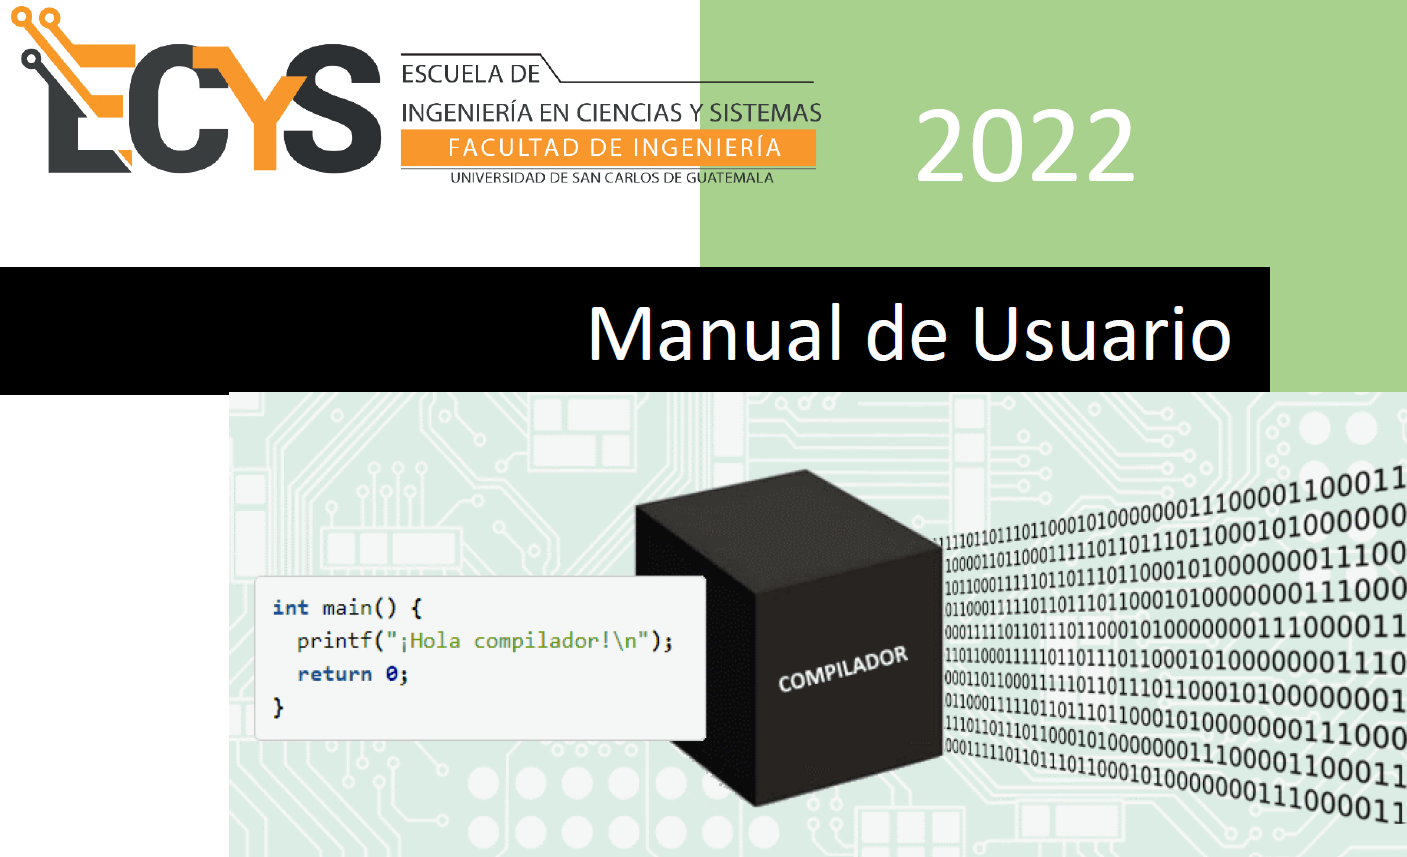 ECYS
ESCUELA DE
INGENIERÍA EN CIENCIAS Y SISTEMAS
FACULTAD DE INGENIERÍA
UNIVERSIDAD DE SAN CARLOS DE GUATEMALA
2022
Manual de Usuario
int main() {
printf("¡Hola compilador!\n");
return 0;
}
COMPILADOR